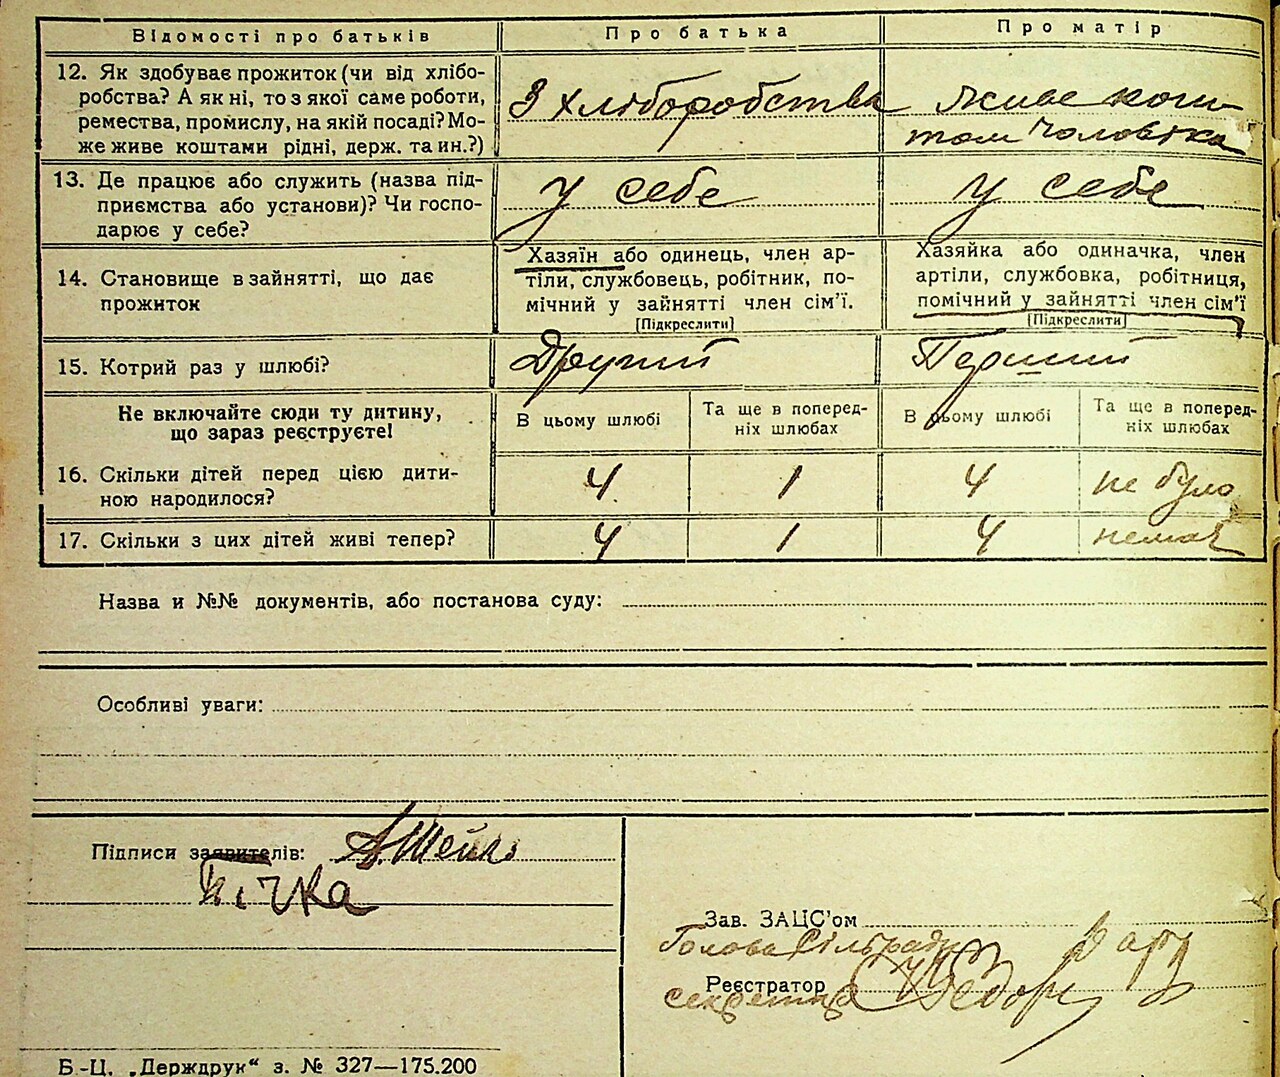 Відомості про батьків
Про батька
Про матір
12. Як здобуває прожиток (чи від хлібо-
робства? А як ні, то з якої саме роботи,
ремества, промислу, на якій посаді? Мо-
же живе коштами рідні, держ. та ин.?)
З хліборобства
живе кош-
том чоловіка
13. Де працює або служить (назва під-
приємства або установи)? Чи госпо-
дарює у себе?
у себе
у себе
14. Становище в зайнятті, що дає
прожиток
Хазяїн або одинець, член ар-
тіли, службовець, робітник, по-
мічний у зайнятті член сім'ї.
[Підкреслити]
Хазяйка або одиначка, член
артіли, службовка, робітниця,
помічний у зайнятті член сім'ї
[Підкреслити]
15. Котрий раз у шлюбі?
Другий
Перший
Не включайте сюди ту дитину,
що зараз реєструєте!
В цьому шлюбі
Та ще в поперед-
ніх шлюбах
В цьому шлюбі
Та ще в поперед-
ніх шлюбах
16. Скільки дітей перед цією дити-
ною народилося?
4
1
4
не було
17. Скільки з цих дітей живі тепер?
4
1
4
немає
Назва и №№ документів, або постанова суду:
Особливі уваги:
Підписи заявителів:
Зав. ЗАЦС'ом
Голова Сільради
Реєстратор
секретар
Б.-Ц. „Держдрук“ з. № 327—175.200